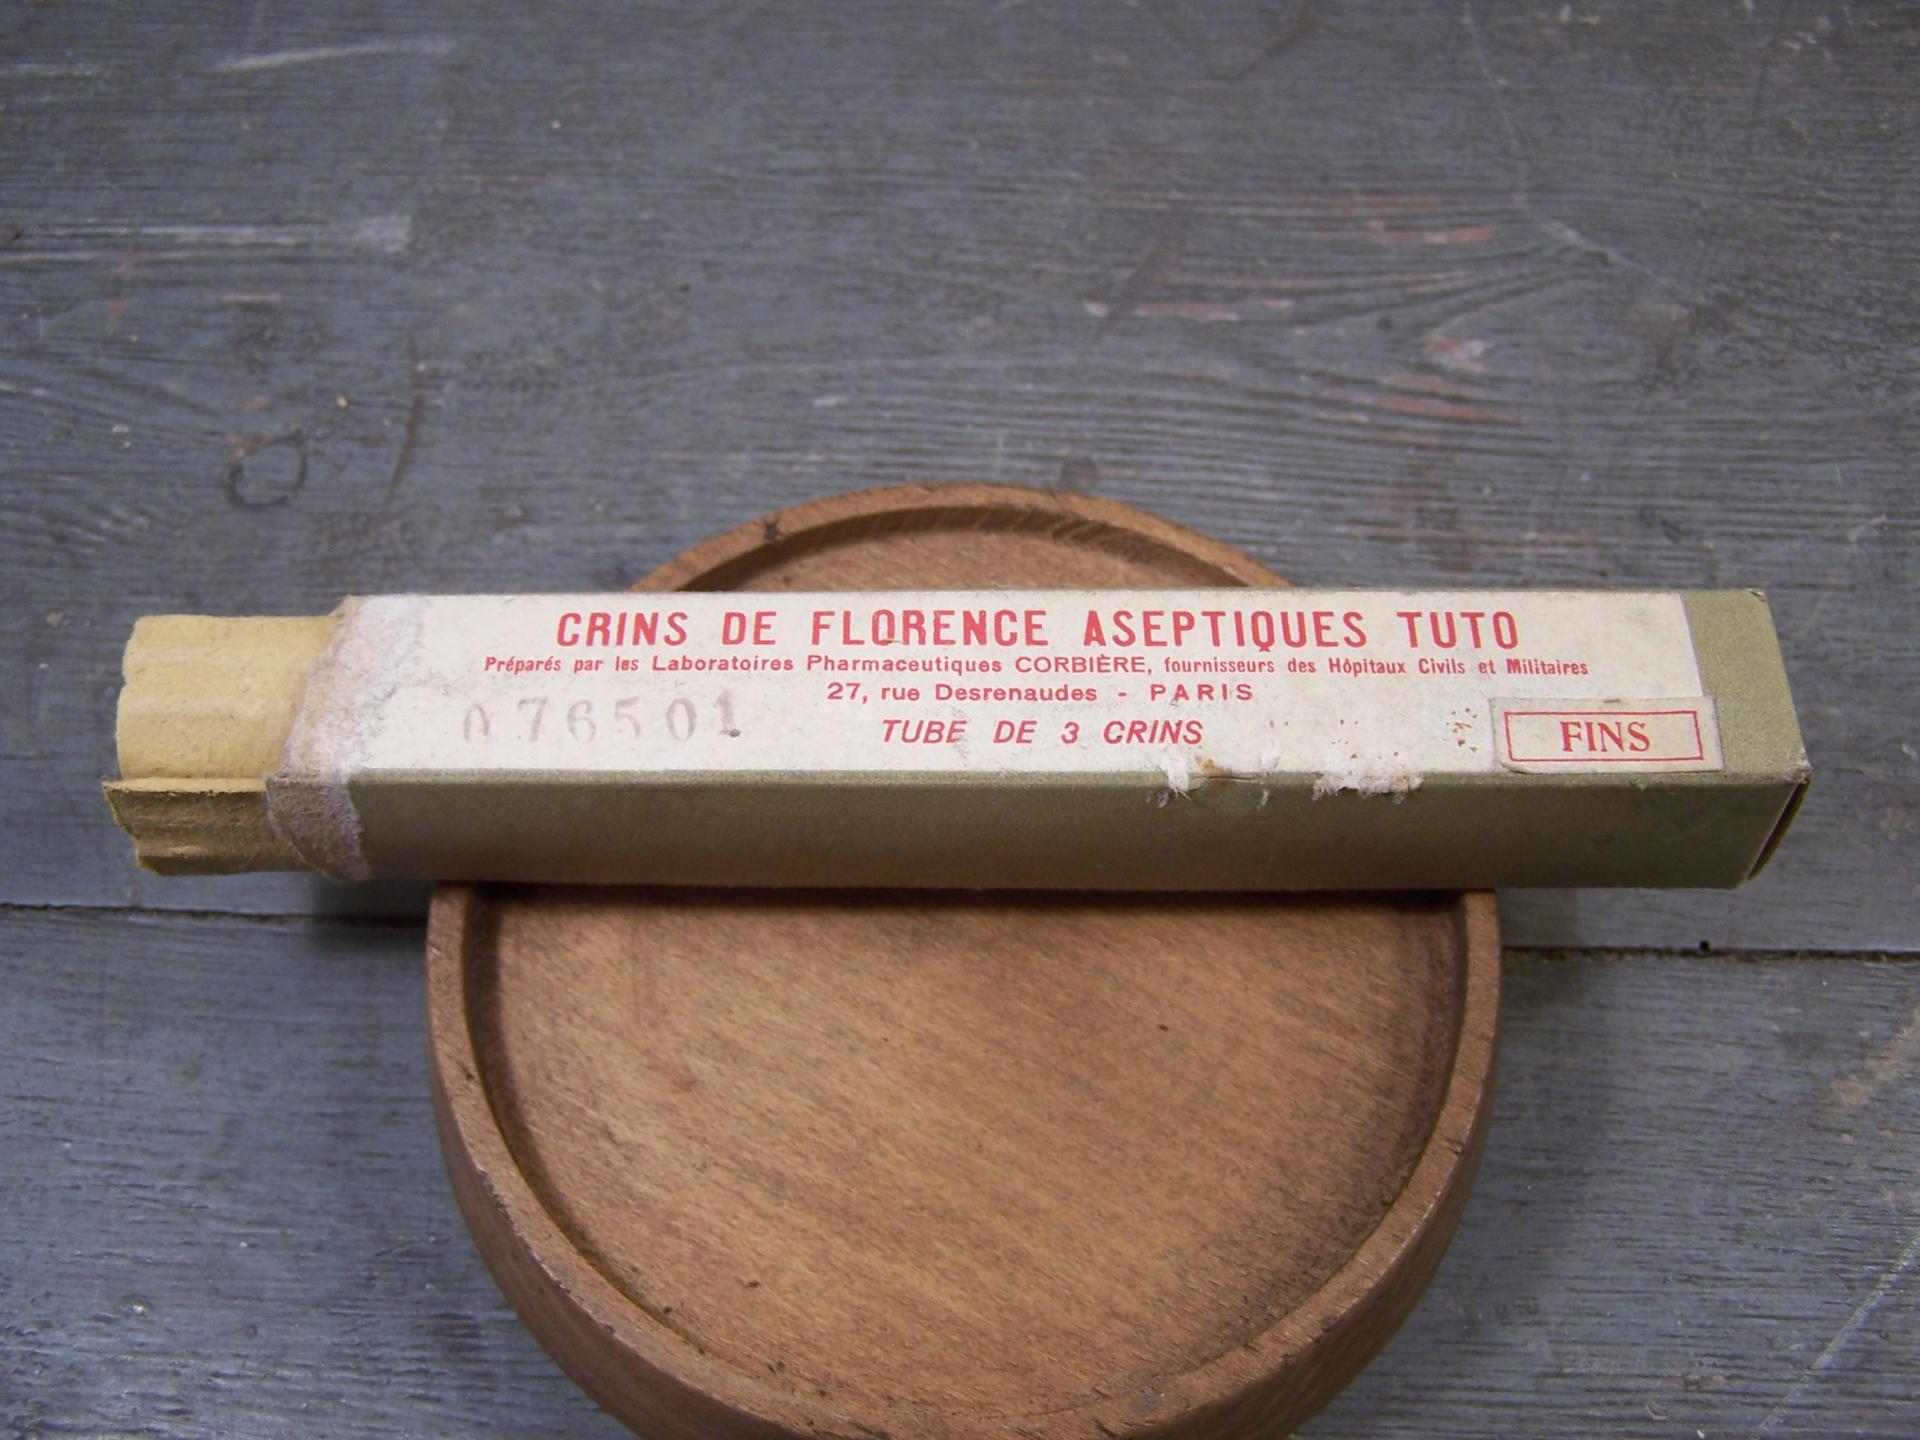 CRINS DE FLORENCE ASEPTIQUES TUTO
Préparés par les Laboratoires Pharmaceutiques CORBIÈRE, fournisseurs des Hôpitaux Civils et Militaires
27, rue Desrenaudes - PARIS
076501
TUBE DE 3 CRINS
FINS